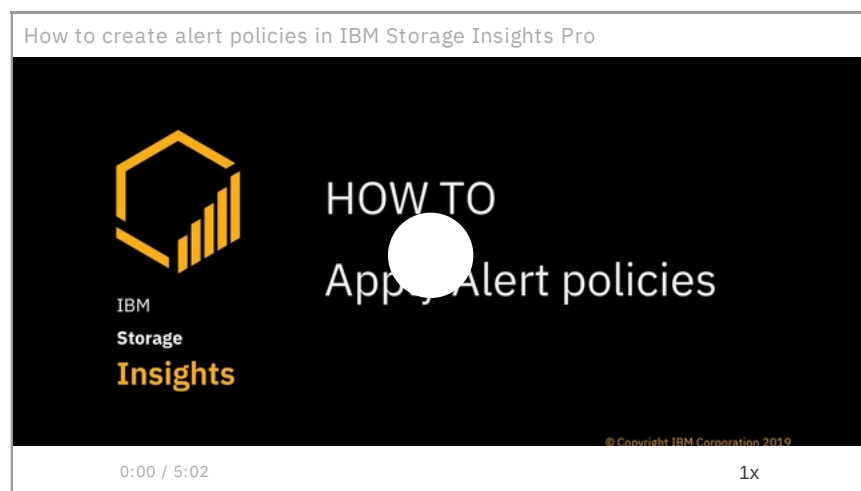 How to create alert policies in IBM Storage Insights Pro
HOW TO
Apply Alert policies
IBM
Storage
Insights
© Copyright IBM Corporation 2019
0:00 / 5:02
1x